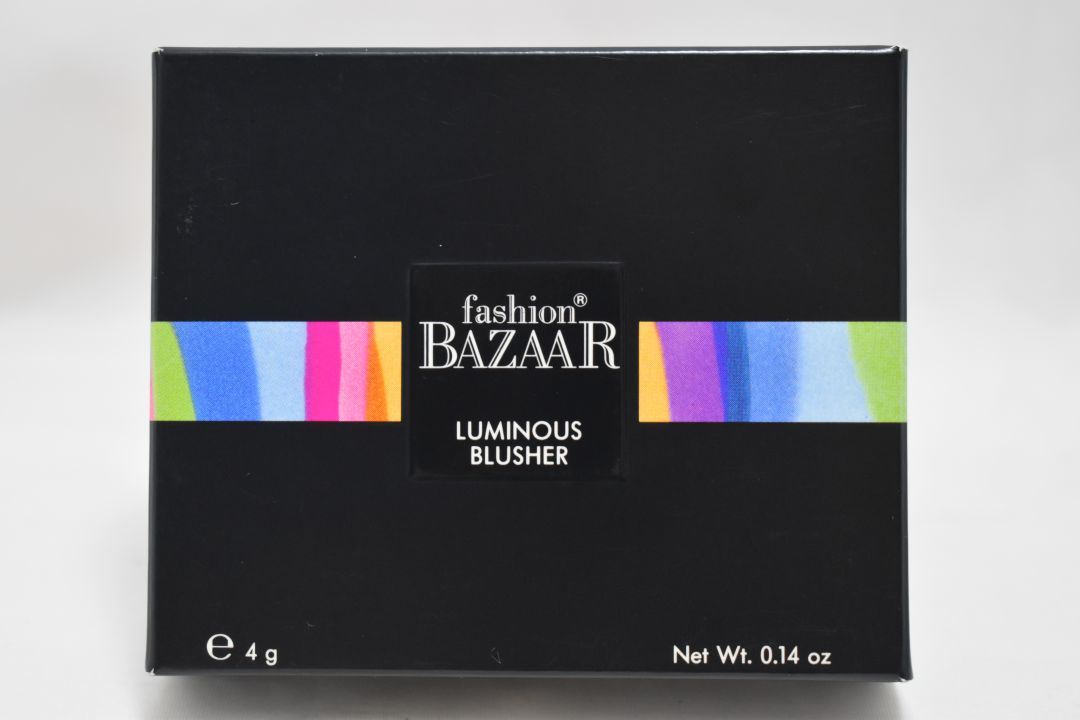 fashion®
BAZAAR
LUMINOUS
BLUSHER
℮ 4 g
Net Wt. 0.14 oz